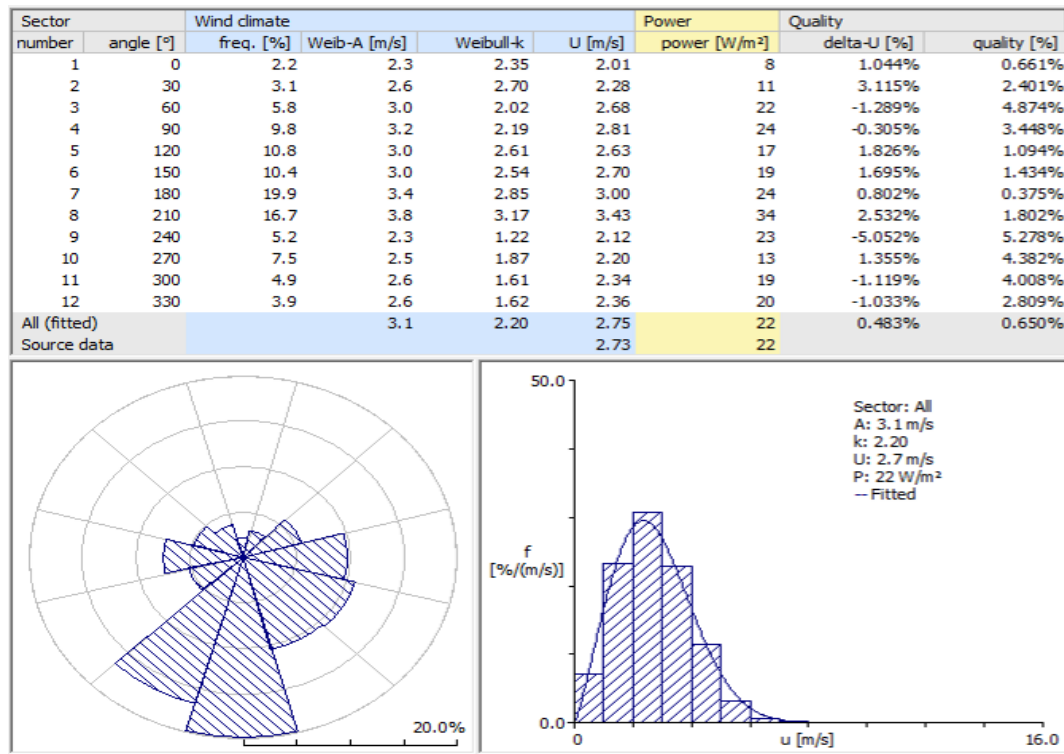 Sector Wind climate Power Quality
number angle [°] freq. [%] Weib-A [m/s] Weibull-k U [m/s] power [W/m²] delta-U [%] quality [%]
1 0 2.2 2.3 2.35 2.01 8 1.044% 0.661%
2 30 3.1 2.6 2.70 2.28 11 3.115% 2.401%
3 60 5.8 3.0 2.02 2.68 22 -1.289% 4.874%
4 90 9.8 3.2 2.19 2.81 24 -0.305% 3.448%
5 120 10.8 3.0 2.61 2.63 17 1.826% 1.094%
6 150 10.4 3.0 2.54 2.70 19 1.695% 1.434%
7 180 19.9 3.4 2.85 3.00 24 0.802% 0.375%
8 210 16.7 3.8 3.17 3.43 34 2.532% 1.802%
9 240 5.2 2.3 1.22 2.12 23 -5.052% 5.278%
10 270 7.5 2.5 1.87 2.20 13 1.355% 4.382%
11 300 4.9 2.6 1.61 2.34 19 -1.119% 4.008%
12 330 3.9 2.6 1.62 2.36 20 -1.033% 2.809%
All (fitted) 3.1 2.20 2.75 22 0.483% 0.650%
Source data 2.73 22
20.0%
50.0
Sector: All
A: 3.1 m/s
k: 2.20
U: 2.7 m/s
P: 22 W/m²
-- Fitted
f
[%/(m/s)]
0.0
0 u [m/s] 16.0